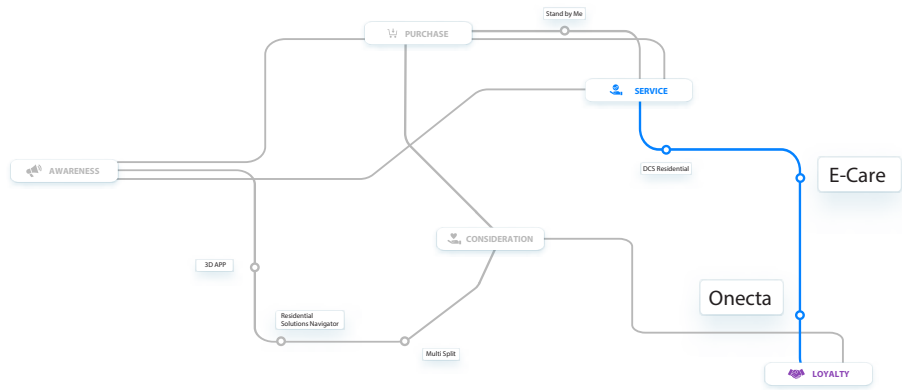 Stand by Me
PURCHASE
SERVICE
AWARENESS
DCS Residential
E-Care
CONSIDERATION
3D APP
Onecta
Residential
Solutions Navigator
Multi Split
LOYALTY